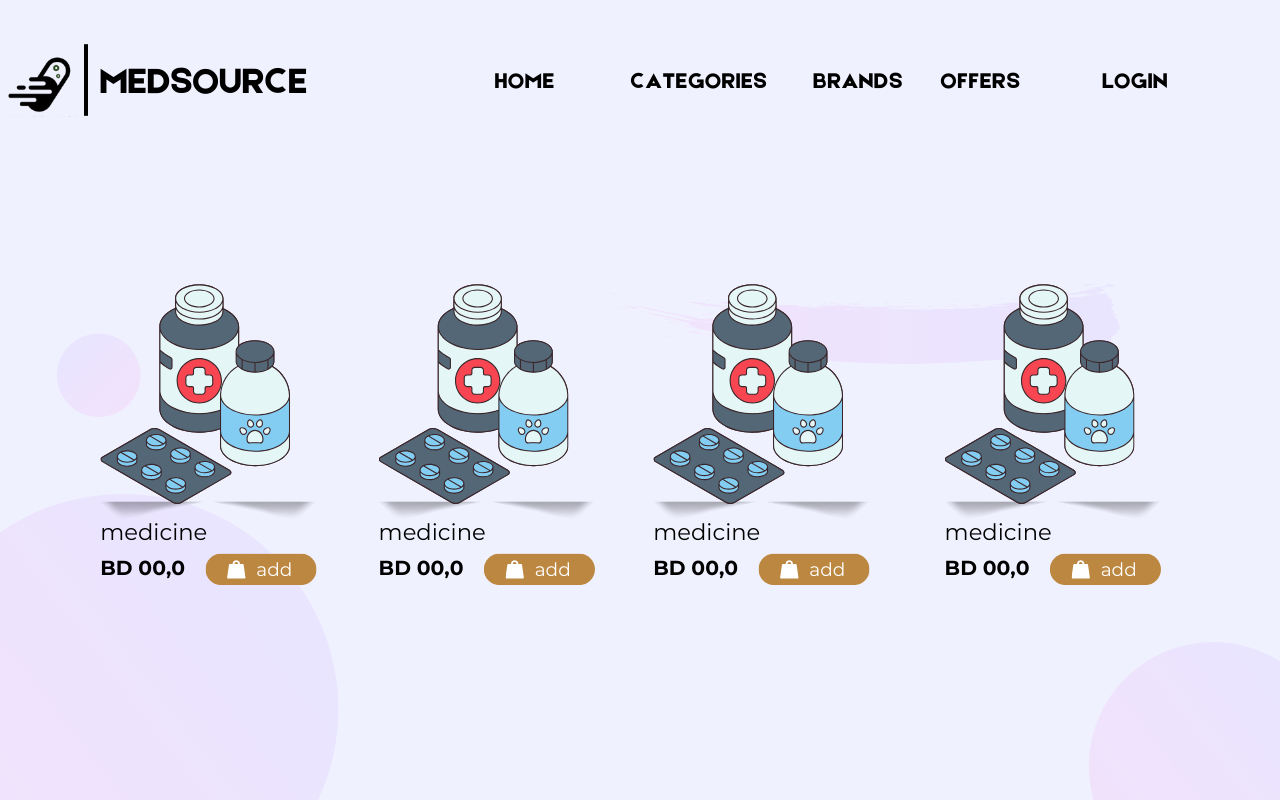 MEDSOURCE HOME CATEGORIES BRANDS OFFERS LOGIN
medicine medicine medicine medicine
BD 00,0 add BD 00,0 add BD 00,0 add BD 00,0 add